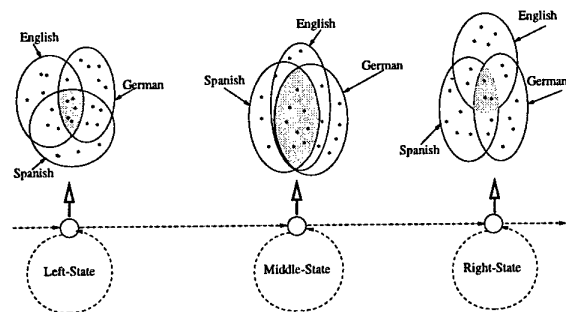 English
German
Spanish
English
Spanish
German
English
German
Spanish
Left-State
Middle-State
Right-State